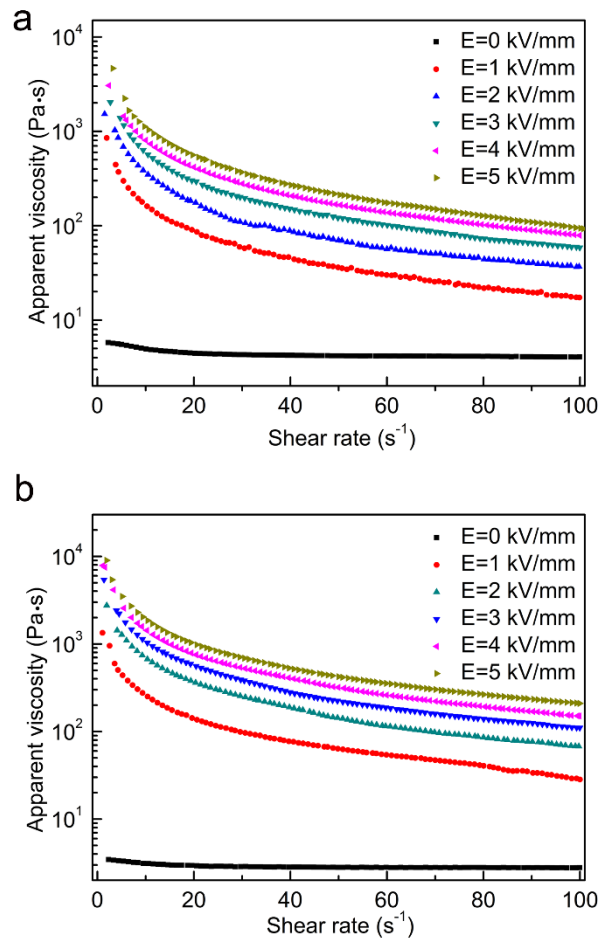 a
10⁴
10³
10²
10¹
Apparent viscosity (Pa•s)
E=0 kV/mm
E=1 kV/mm
E=2 kV/mm
E=3 kV/mm
E=4 kV/mm
E=5 kV/mm
0 20 40 60 80 100
Shear rate (s⁻¹)
b
10⁴
10³
10²
10¹
Apparent viscosity (Pa•s)
E=0 kV/mm
E=1 kV/mm
E=2 kV/mm
E=3 kV/mm
E=4 kV/mm
E=5 kV/mm
0 20 40 60 80 100
Shear rate (s⁻¹)